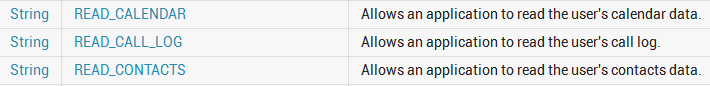 String READ_CALENDAR Allows an application to read the user's calendar data.
String READ_CALL_LOG Allows an application to read the user's call log.
String READ_CONTACTS Allows an application to read the user's contacts data.